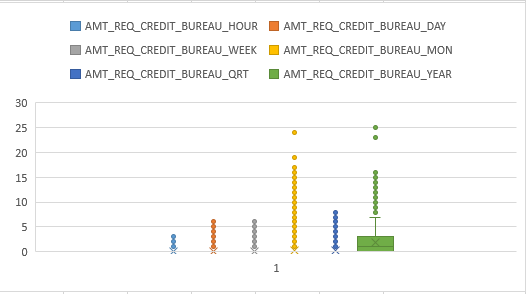 AMT_REQ_CREDIT_BUREAU_HOUR AMT_REQ_CREDIT_BUREAU_DAY
AMT_REQ_CREDIT_BUREAU_WEEK AMT_REQ_CREDIT_BUREAU_MON
AMT_REQ_CREDIT_BUREAU_QRT AMT_REQ_CREDIT_BUREAU_YEAR
30
25
20
15
10
5
0
1